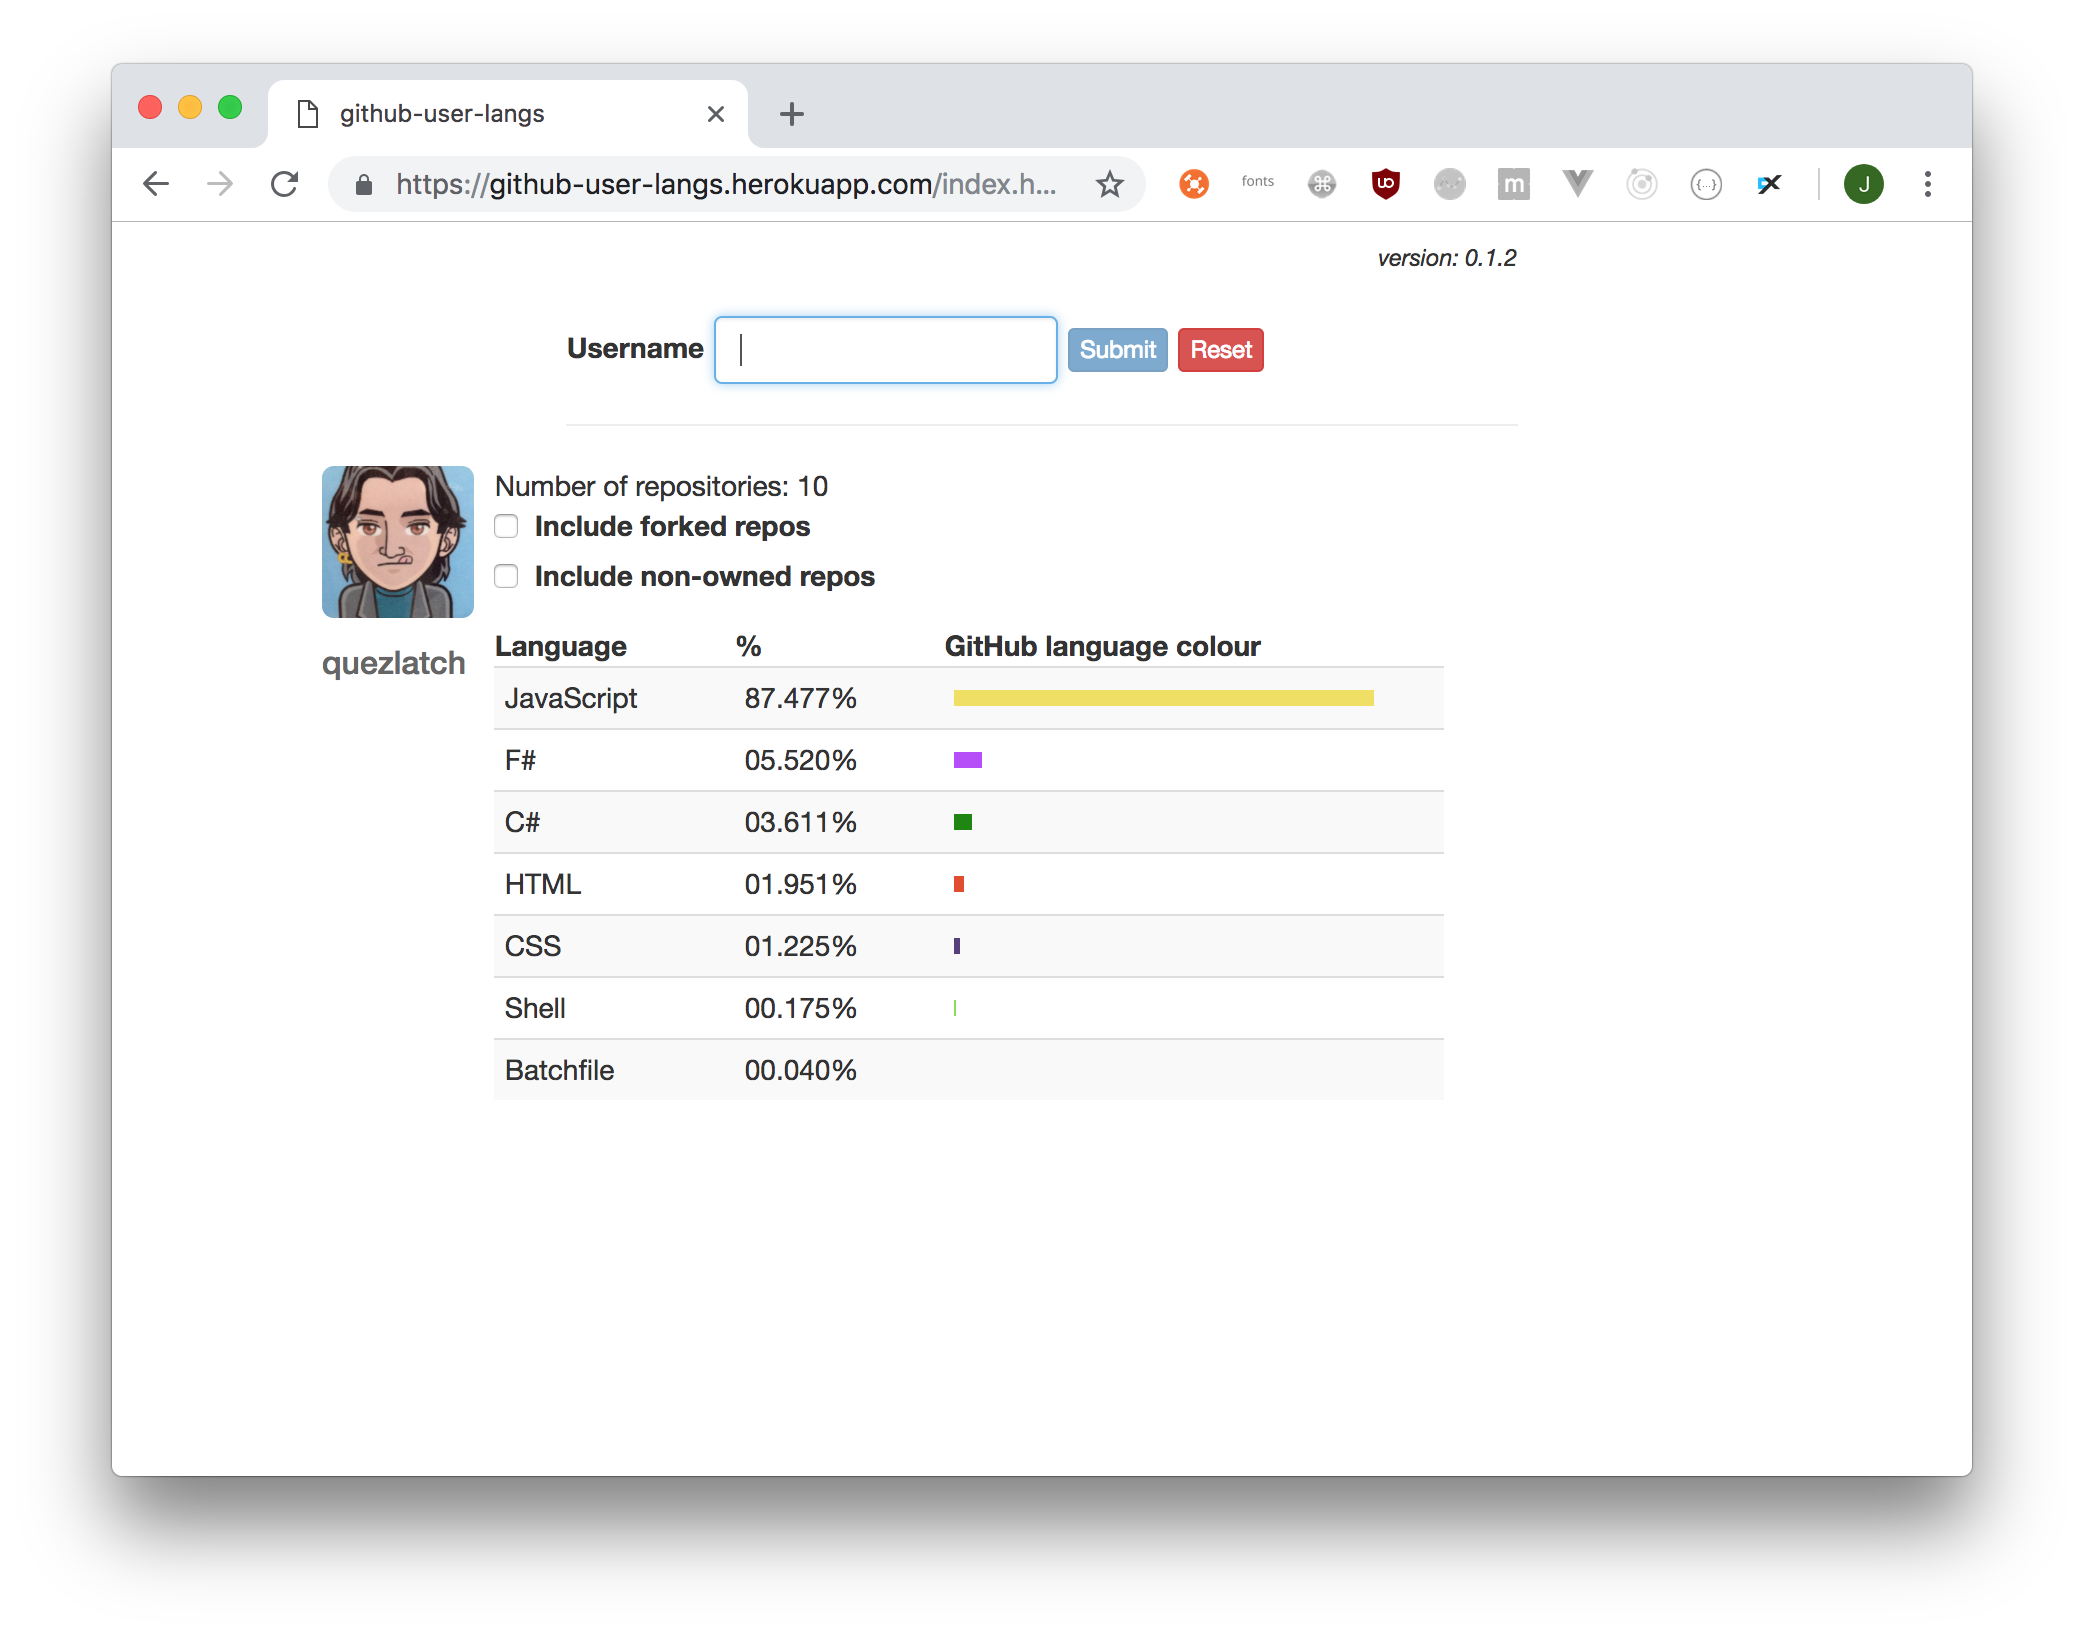 github-user-langs
https://github-user-langs.herokuapp.com/index.h...
fonts
UO
m
{...}
J
version: 0.1.2
Username
Submit
Reset
Number of repositories: 10
Include forked repos
Include non-owned repos
quezlatch
Language % GitHub language colour
JavaScript 87.477%
F# 05.520%
C# 03.611%
HTML 01.951%
CSS 01.225%
Shell 00.175%
Batchfile 00.040%